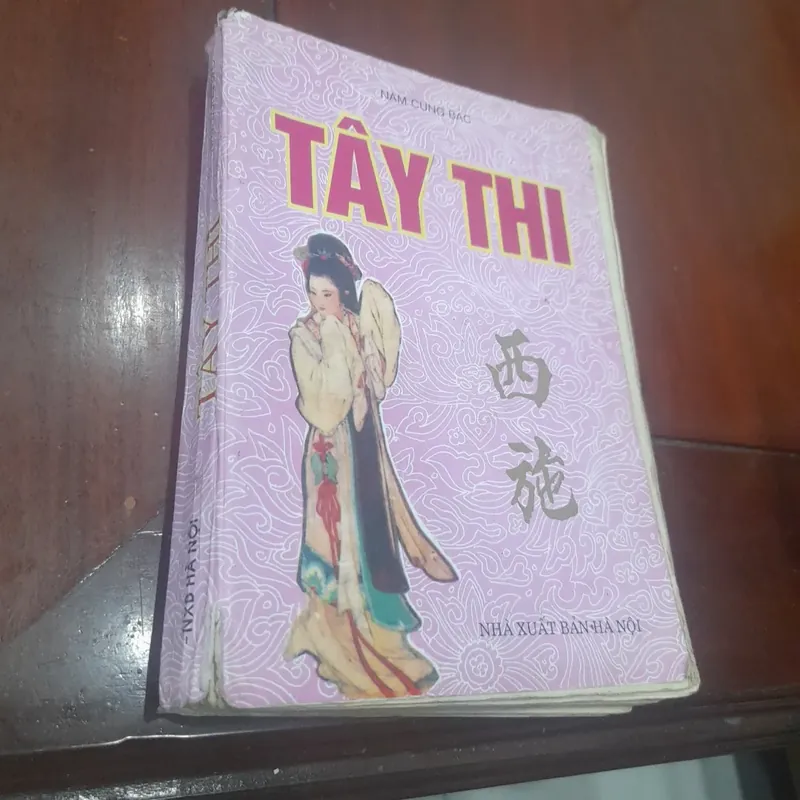 NAM CUNG BÁC
TÂY THI
西
施
NHÀ XUẤT BẢN HÀ NỘI
TÂY THI
-NXB HÀ NỘI